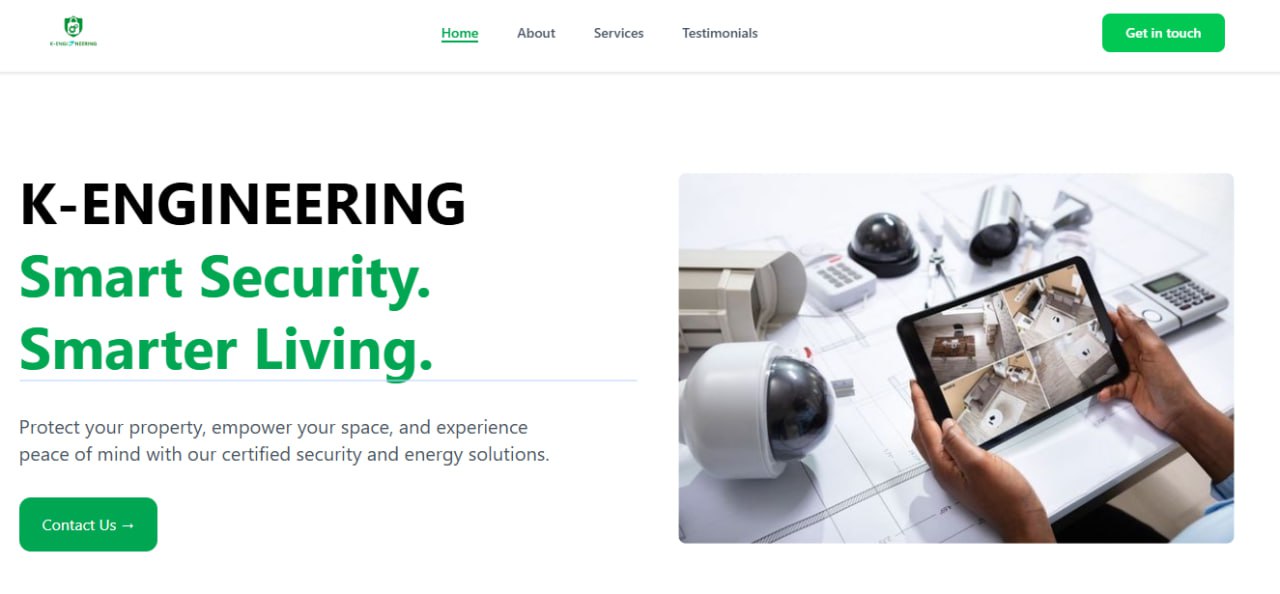 K-ENGINEERING
Home
About
Services
Testimonials
Get in touch
K-ENGINEERING
Smart Security.
Smarter Living.
Protect your property, empower your space, and experience
peace of mind with our certified security and energy solutions.
Contact Us →